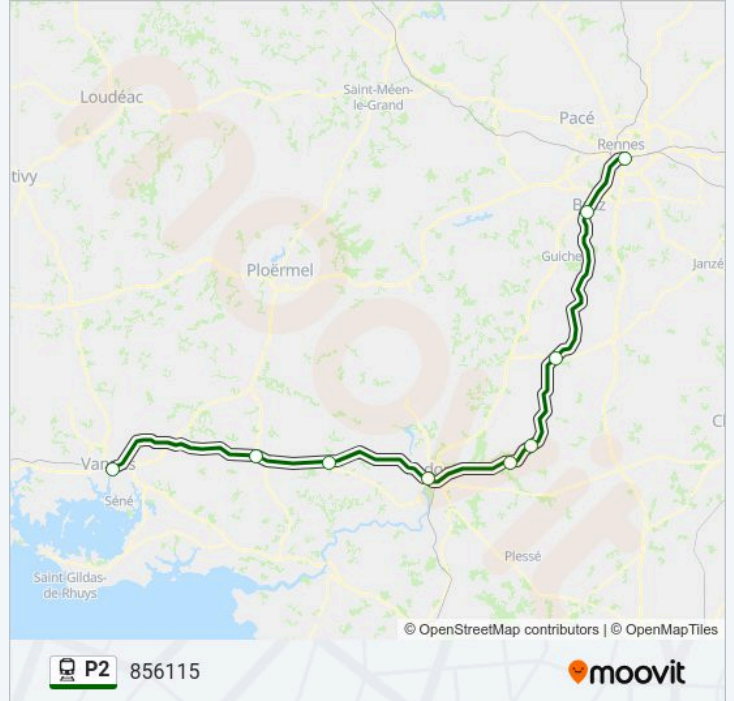 Loudéac
Saint-Méen-
le-Grand
Pacé
Rennes
tivy
Guiche
Ploërmel
Janzé
Séné
Plessé
Saint-Gildas-
de-Rhuys
© OpenStreetMap contributors | © OpenMapTiles
P2 856115
moovit